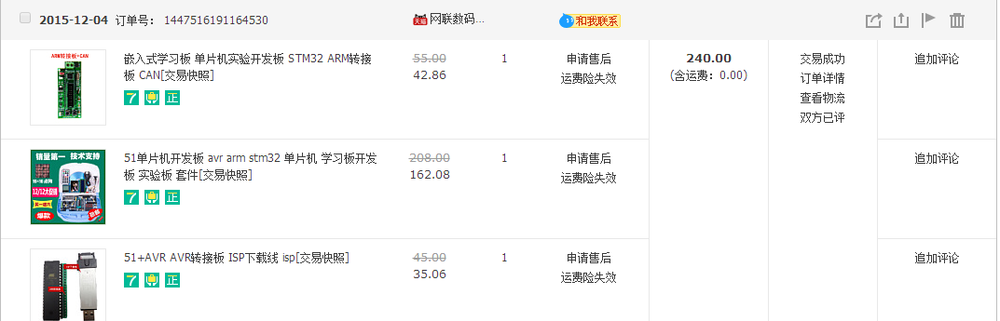 2015-12-04 订单号： 1447516191164530 天猫 网联数码... 和我联系
ARM转接板+CAN
嵌入式学习板 单片机实验开发板 STM32 ARM转接
板 CAN[交易快照]
7 正
55.00
42.86
1
申请售后
运费险失效
240.00
(含运费：0.00)
交易成功
订单详情
查看物流
双方已评
追加评论
销量第一 技术支持
12/12大促销
爆款
51单片机开发板 avr arm stm32 单片机 学习板开发
板 实验板 套件[交易快照]
7 正
208.00
162.08
1
申请售后
运费险失效
追加评论
51+AVR AVR转接板 ISP下载线 isp[交易快照]
7 正
45.00
35.06
1
申请售后
运费险失效
追加评论